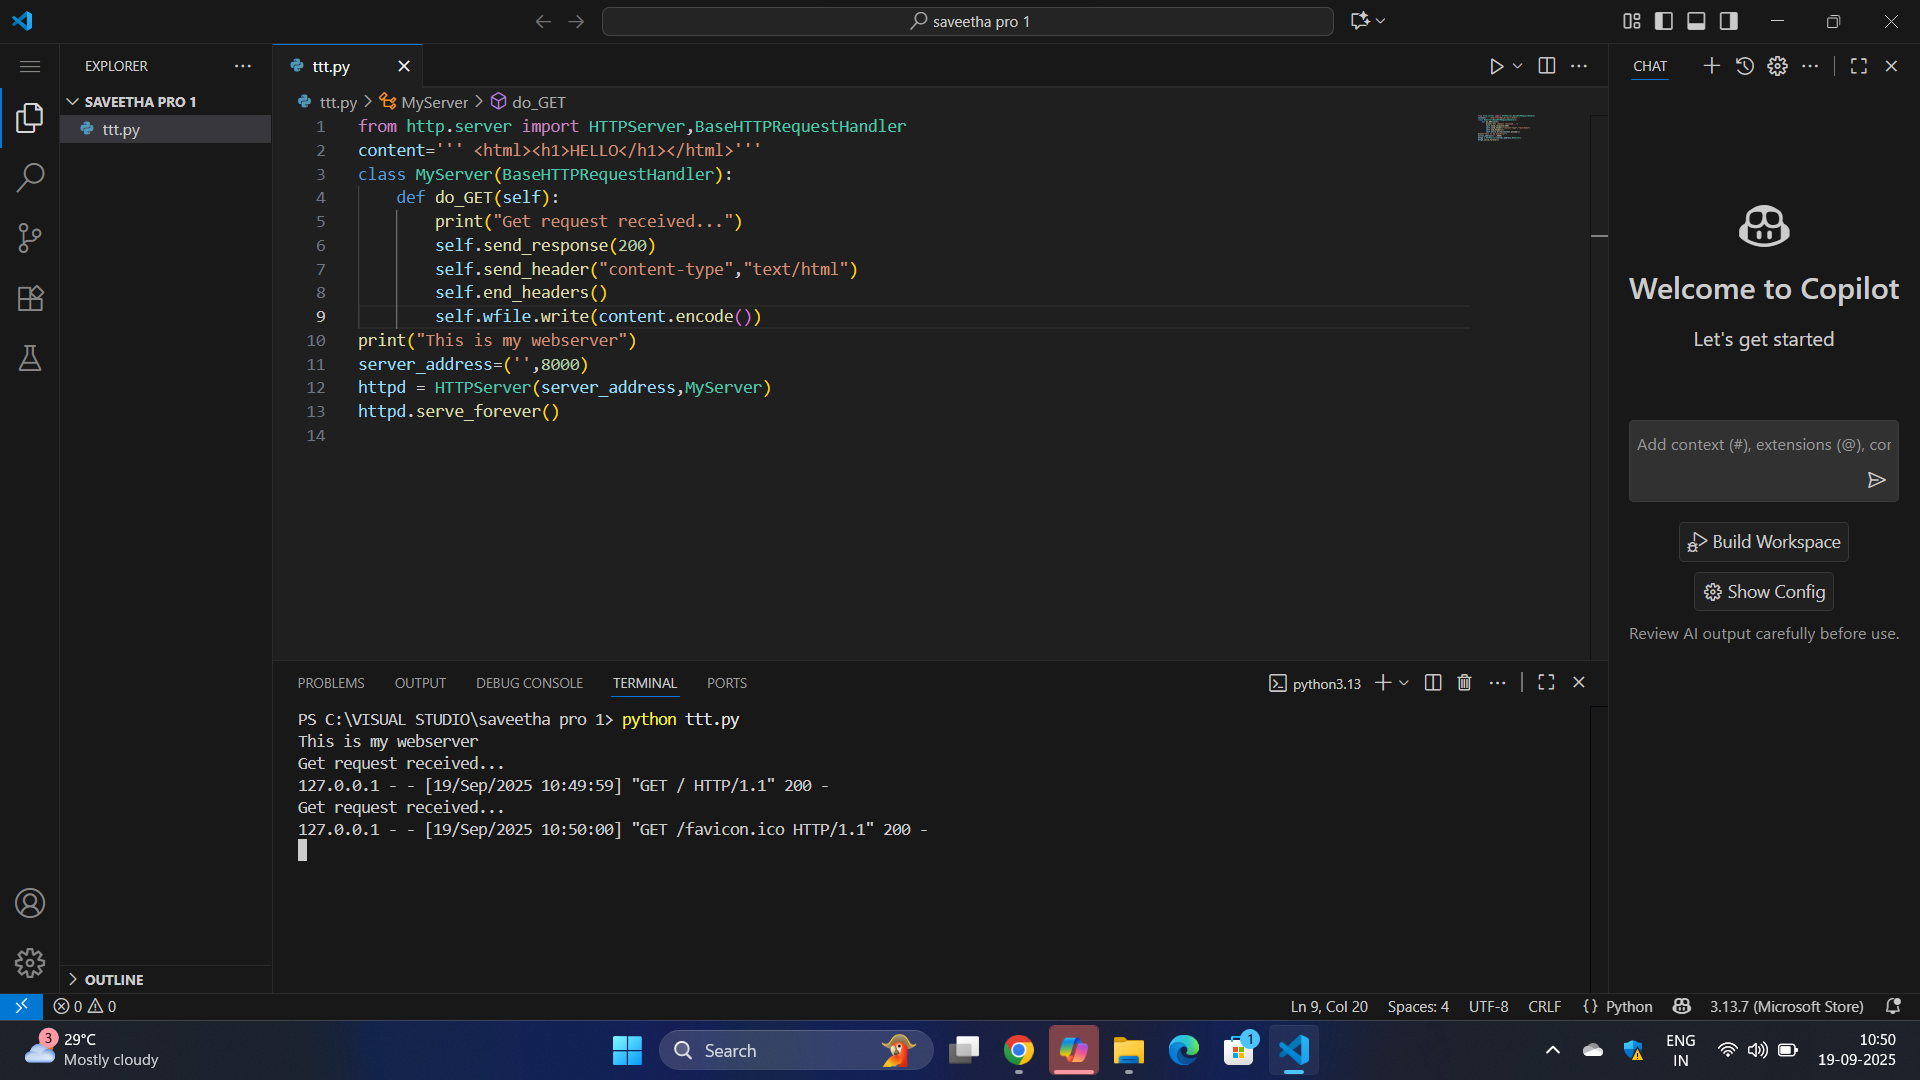 saveetha pro 1
EXPLORER
SAVEETHA PRO 1
ttt.py
OUTLINE
ttt.py
ttt.py > MyServer > do_GET
1 from http.server import HTTPServer,BaseHTTPRequestHandler
2 content=''' <html><h1>HELLO</h1></html>'''
3 class MyServer(BaseHTTPRequestHandler):
4     def do_GET(self):
5         print("Get request received...")
6         self.send_response(200)
7         self.send_header("content-type","text/html")
8         self.end_headers()
9         self.wfile.write(content.encode())
10 print("This is my webserver")
11 server_address=('',8000)
12 httpd = HTTPServer(server_address,MyServer)
13 httpd.serve_forever()
14
PROBLEMS OUTPUT DEBUG CONSOLE TERMINAL PORTS
python3.13
PS C:\VISUAL STUDIO\saveetha pro 1> python ttt.py
This is my webserver
Get request received...
127.0.0.1 - - [19/Sep/2025 10:49:59] "GET / HTTP/1.1" 200 -
Get request received...
127.0.0.1 - - [19/Sep/2025 10:50:00] "GET /favicon.ico HTTP/1.1" 200 -
CHAT
Welcome to Copilot
Let's get started
Add context (#), extensions (@), cor
Build Workspace
Show Config
Review AI output carefully before use.
0 0
Ln 9, Col 20 Spaces: 4 UTF-8 CRLF {} Python 3.13.7 (Microsoft Store)
3
29°C
Mostly cloudy
Search
1
ENG
IN
10:50
19-09-2025